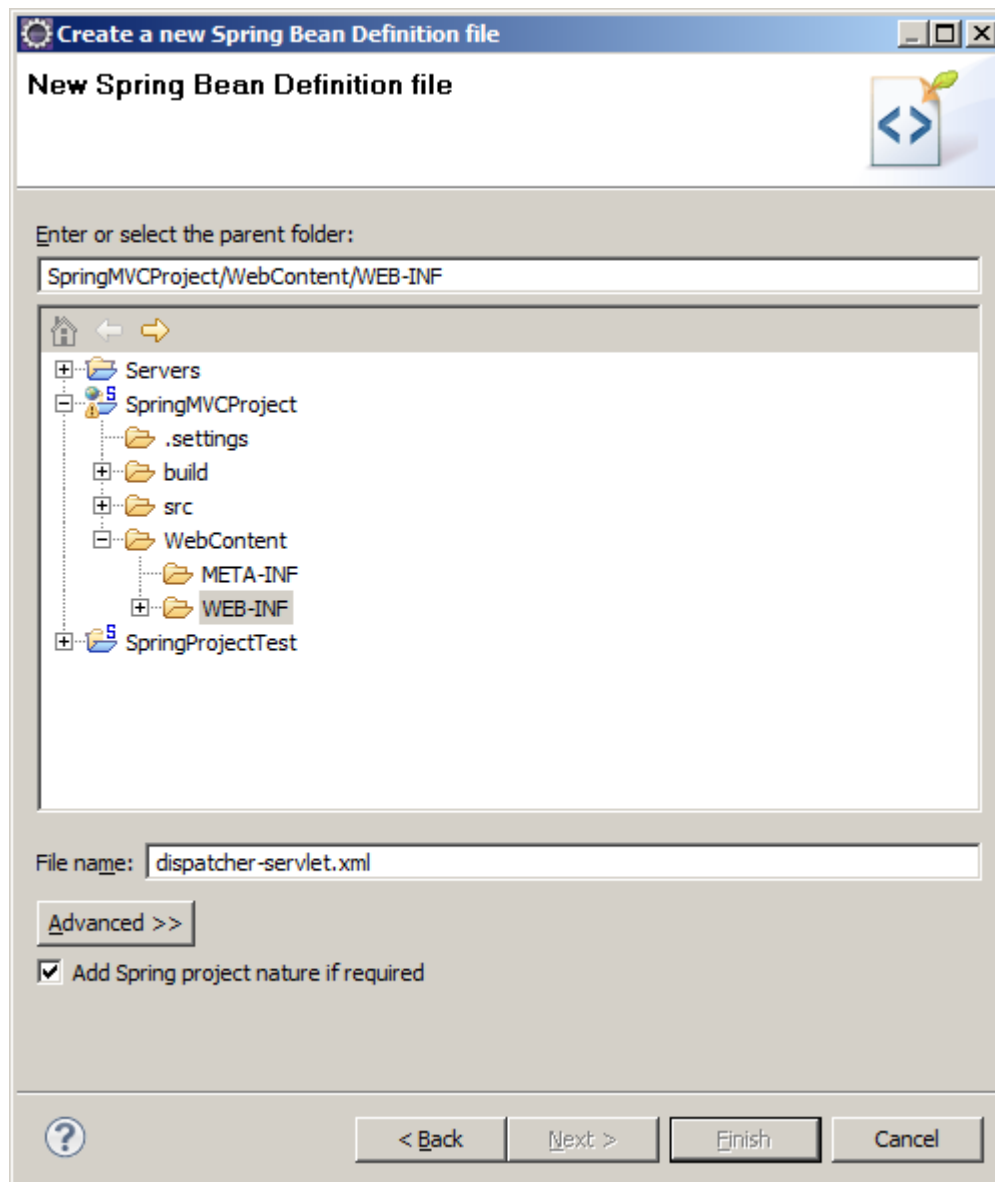 Create a new Spring Bean Definition file
New Spring Bean Definition file
Enter or select the parent folder:
SpringMVCProject/WebContent/WEB-INF
Servers
SpringMVCProject
.settings
build
src
WebContent
META-INF
WEB-INF
SpringProjectTest
File name: dispatcher-servlet.xml
Advanced >>
Add Spring project nature if required
< Back Next > Finish Cancel